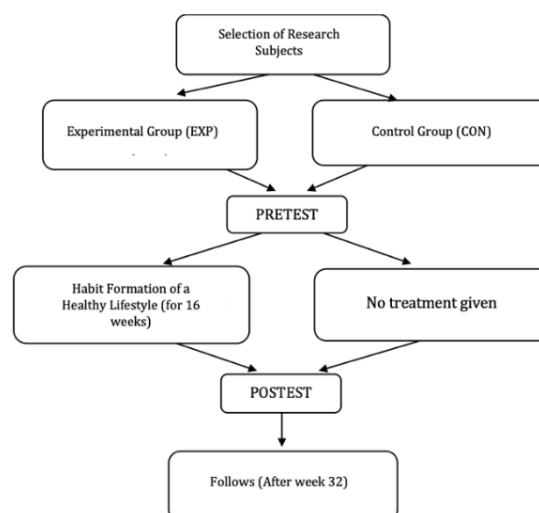 Selection of Research
Subjects
Experimental Group (EXP)
Control Group (CON)
PRETEST
Habit Formation of a
Healthy Lifestyle (for 16
weeks)
No treatment given
POSTEST
Follows (After week 32)